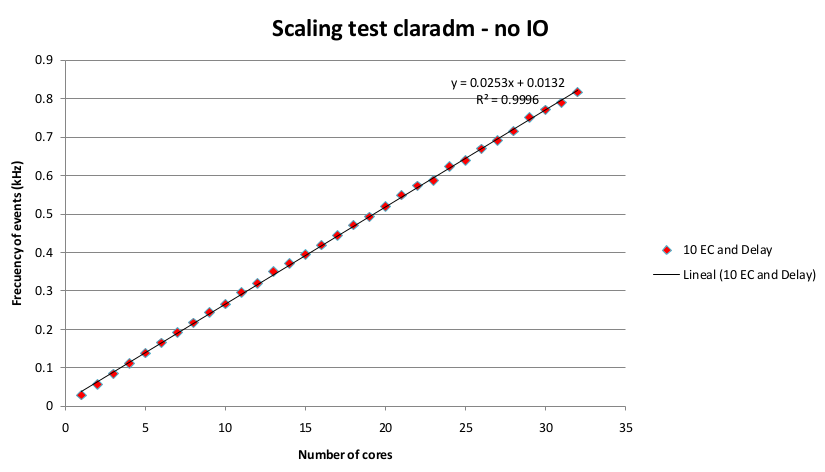 Scaling test claradm - no IO
0.9
0.8
0.7
0.6
0.5
0.4
0.3
0.2
0.1
0
y = 0.0253x + 0.0132
R² = 0.9996
Frecuency of events (kHz)
0 5 10 15 20 25 30 35
Number of cores
10 EC and Delay
Lineal (10 EC and Delay)